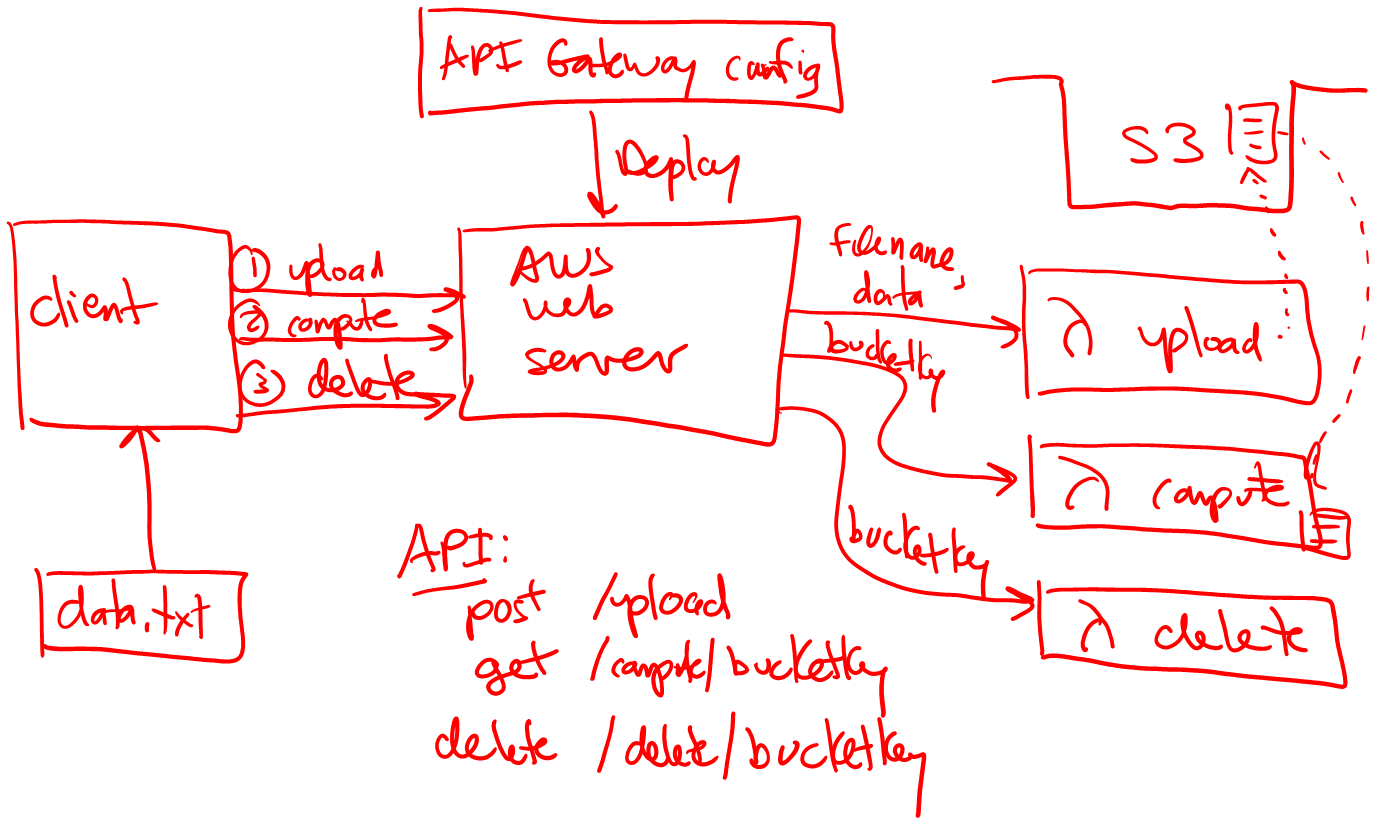 API Gateway config
Deploy
S3
client
① upload
② compute
③ delete
AWS
web
server
filename,
data
bucketkey
bucketkey
λ upload
λ compute
λ delete
data.txt
API:
post /upload
get /compute/bucketkey
delete /delete/bucketkey